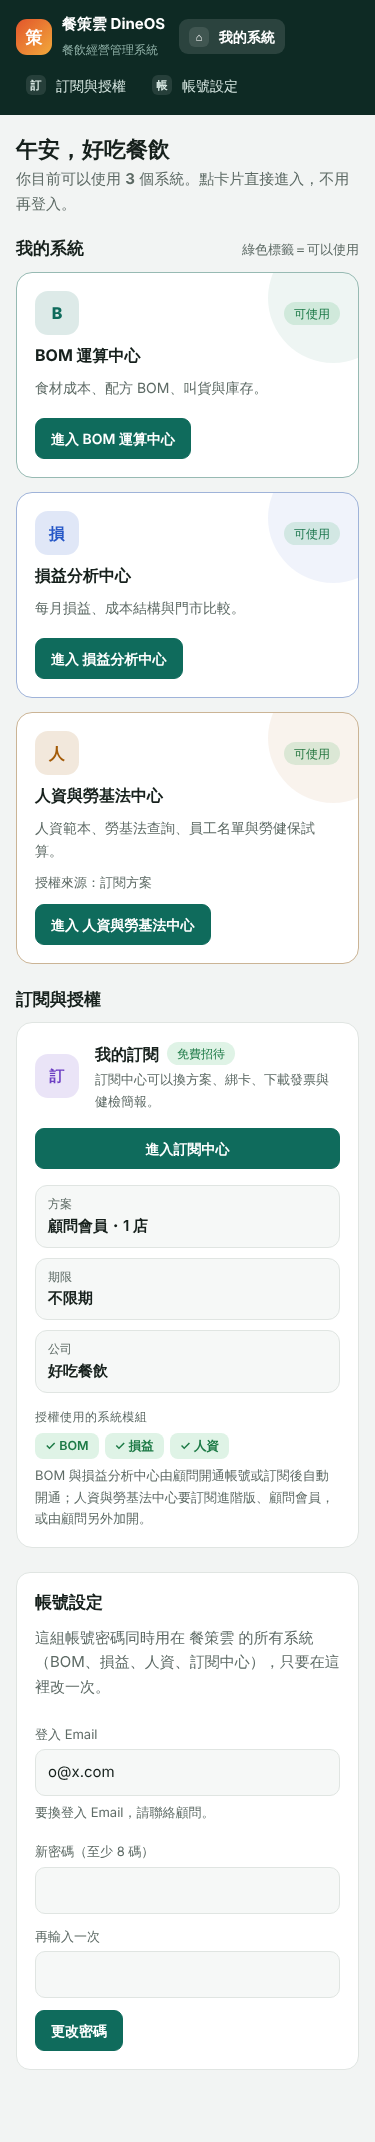 策
餐策雲 DineOS
餐飲經營管理系統
⌂ 我的系統
訂 訂閱與授權
帳 帳號設定
午安，好吃餐飲
你目前可以使用 3 個系統。點卡片直接進入，不用
再登入。
我的系統
綠色標籤＝可以使用
B
可使用
BOM 運算中心
食材成本、配方 BOM、叫貨與庫存。
進入 BOM 運算中心
損
可使用
損益分析中心
每月損益、成本結構與門市比較。
進入 損益分析中心
人
可使用
人資與勞基法中心
人資範本、勞基法查詢、員工名單與勞健保試
算。
授權來源：訂閱方案
進入 人資與勞基法中心
訂閱與授權
訂
我的訂閱 免費招待
訂閱中心可以換方案、綁卡、下載發票與
健檢簡報。
進入訂閱中心
方案
顧問會員・1 店
期限
不限期
公司
好吃餐飲
授權使用的系統模組
✓ BOM ✓ 損益 ✓ 人資
BOM 與損益分析中心由顧問開通帳號或訂閱後自動
開通；人資與勞基法中心要訂閱進階版、顧問會員，
或由顧問另外加開。
帳號設定
這組帳號密碼同時用在 餐策雲 的所有系統
（BOM、損益、人資、訂閱中心），只要在這
裡改一次。
登入 Email
o@x.com
要換登入 Email，請聯絡顧問。
新密碼（至少 8 碼）
再輸入一次
更改密碼